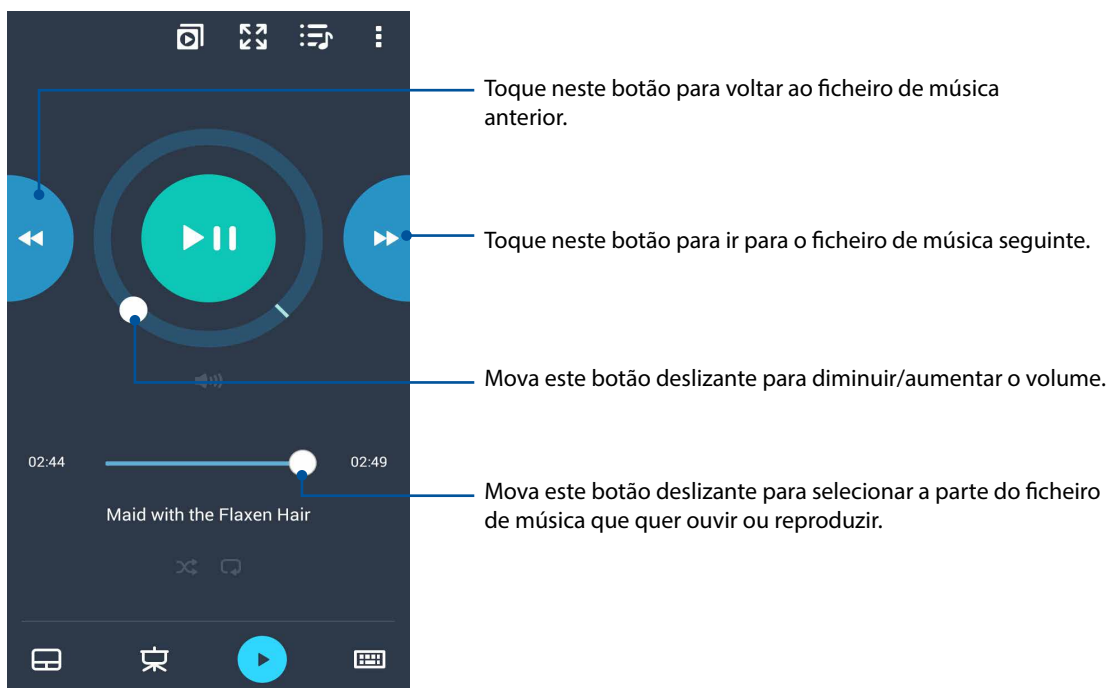 Toque neste botão para voltar ao ficheiro de música
anterior.
Toque neste botão para ir para o ficheiro de música seguinte.
Mova este botão deslizante para diminuir/aumentar o volume.
02:44
02:49
Mova este botão deslizante para selecionar a parte do ficheiro
de música que quer ouvir ou reproduzir.
Maid with the Flaxen Hair